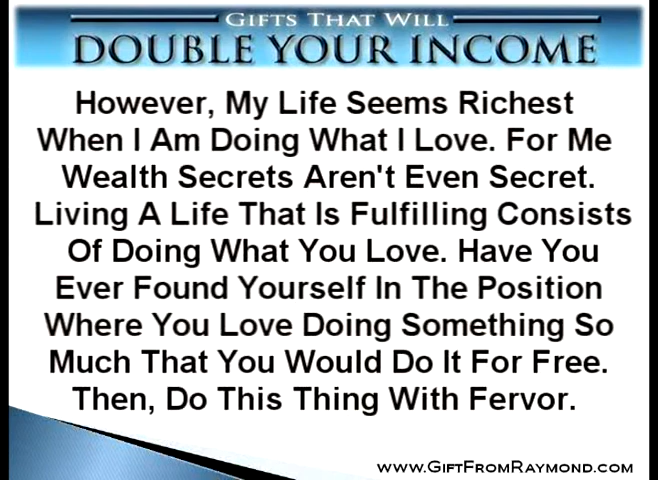 GIFTS THAT WILL
DOUBLE YOUR INCOME
However, My Life Seems Richest
When I Am Doing What I Love. For Me
Wealth Secrets Aren't Even Secret.
Living A Life That Is Fulfilling Consists
Of Doing What You Love. Have You
Ever Found Yourself In The Position
Where You Love Doing Something So
Much That You Would Do It For Free.
Then, Do This Thing With Fervor.
www.GiftFromRaymond.com